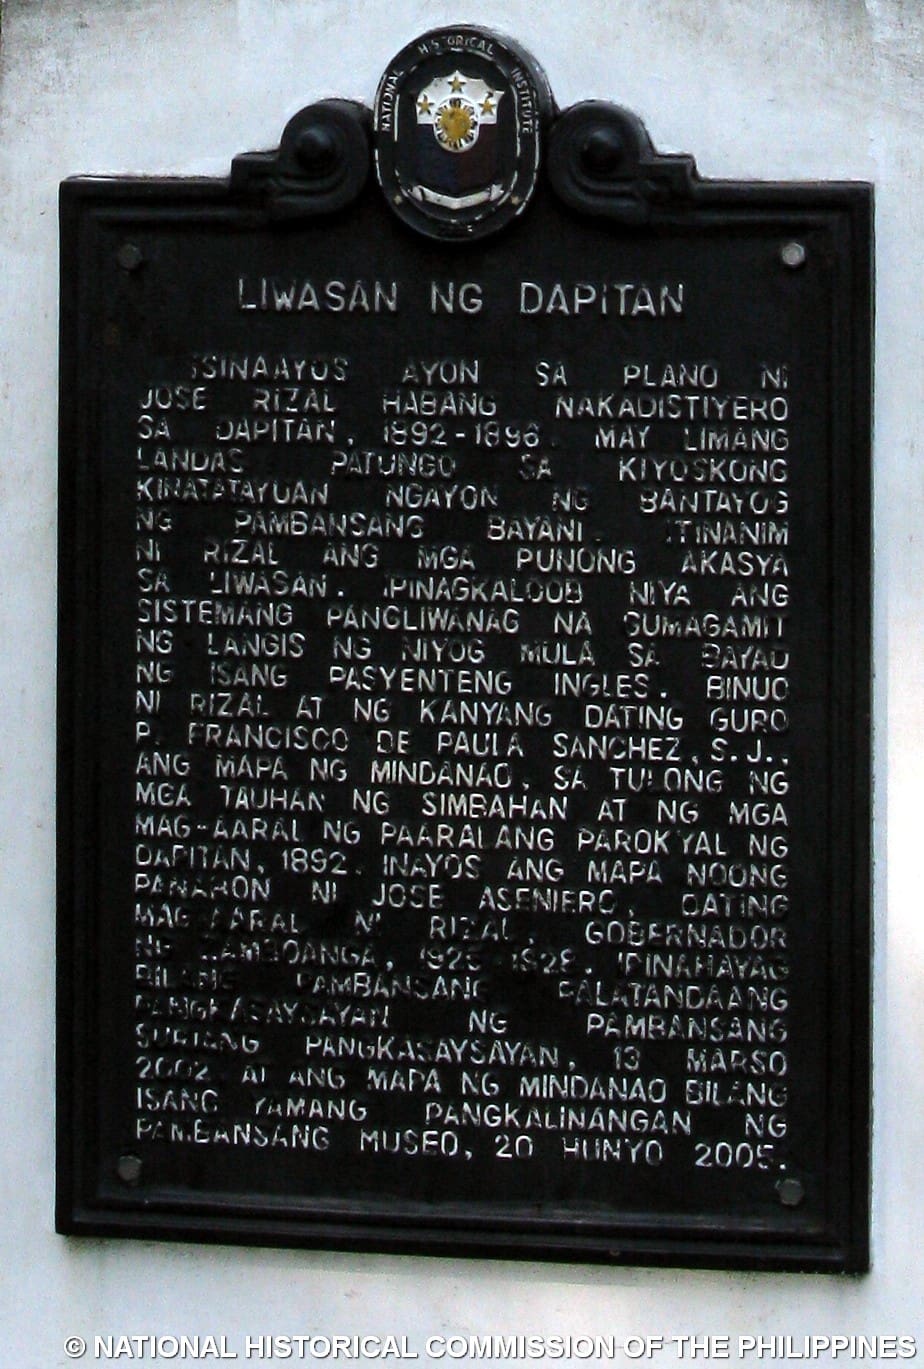 NATIONAL HISTORICAL INSTITUTE
LIWASAN NG DAPITAN
ISINAAYOS AYON SA PLANO NI
JOSE RIZAL HABANG NAKADISTIYERO
SA DAPITAN, 1892-1896. MAY LIMANG
LANDAS PATUNGO SA KIYOSKONG
KINATATAYUAN NGAYON NG BANTAYOG
NG PAMBANSANG BAYANI. ITINANIM
NI RIZAL ANG MGA PUNONG AKASYA
SA LIWASAN. IPINAGKALOOB NIYA ANG
SISTEMANG PANGLIWANAG NA GUMAGAMIT
NG LANGIS NG NIYOG MULA SA BAYAD
NG ISANG PASYENTENG INGLES. BINUO
NI RIZAL AT NG KANYANG DATING GURO
P. FRANCISCO DE PAULA SANCHEZ, S.J.,
ANG MAPA NG MINDANAO, SA TULONG NG
MGA TAUHAN NG SIMBAHAN AT NG MGA
MAG-AARAL NG PAARALANG PAROKYAL NG
DAPITAN, 1892. INAYOS ANG MAPA NOONG
PANAHON NI JOSE ASENIERO, DATING
MAG-AARAL NI RIZAL, GOBERNADOR
NG ZAMBOANGA, 1925-1928. IPINAHAYAG
BILANG PAMBANSANG PALATANDAANG
PANGKASAYSAYAN NG PAMBANSANG
SURIANG PANGKASAYSAYAN, 13 MARSO
2002 AT ANG MAPA NG MINDANAO BILANG
ISANG YAMANG PANGKALINANGAN NG
PAMBANSANG MUSEO, 20 HUNYO 2005.
© NATIONAL HISTORICAL COMMISSION OF THE PHILIPPINES